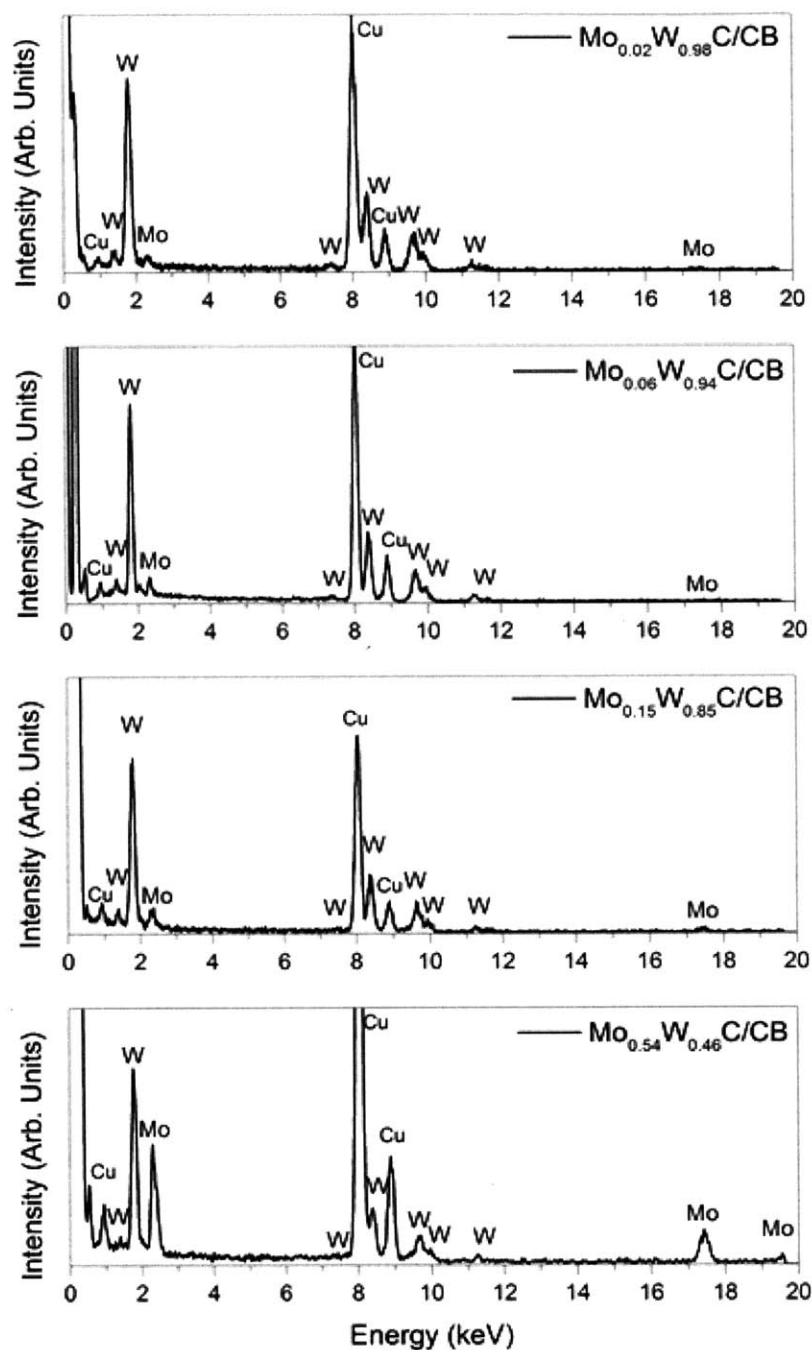 Intensity (Arb. Units)
Mo0.02W0.98C/CB
Cu W Mo W Cu W Cu W W W W Mo
0 2 4 6 8 10 12 14 16 18 20
Intensity (Arb. Units)
Mo0.06W0.94C/CB
Cu W W Mo W Cu W Cu W W W Mo
0 2 4 6 8 10 12 14 16 18 20
Intensity (Arb. Units)
Mo0.15W0.85C/CB
Cu W W Mo W Cu W Cu W W W Mo
0 2 4 6 8 10 12 14 16 18 20
Intensity (Arb. Units)
Mo0.54W0.46C/CB
Cu W W Mo W Cu W Cu W W W Mo Mo
0 2 4 6 8 10 12 14 16 18 20
Energy (keV)